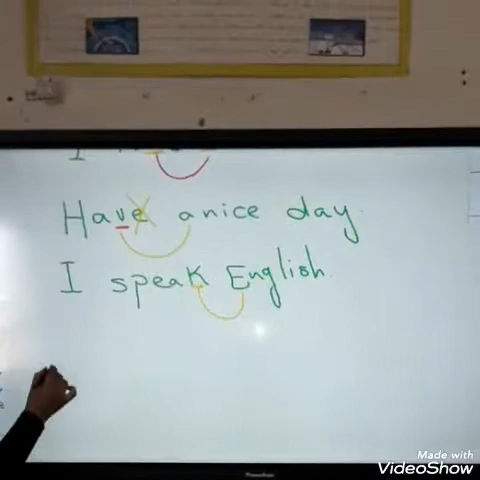 I
Have a nice day.
I speak English.
Made with
VideoShow